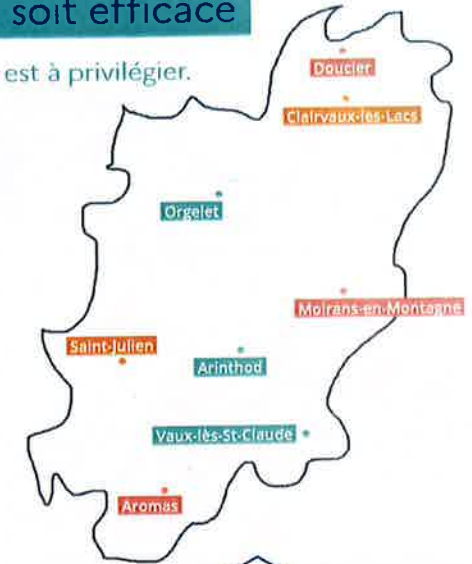 soit efficace
est à privilégier.
Doucier
Clairvaux-les-Lacs
Orgelet
Moirans-en-Montagne
Saint-Julien
Arinthod
Vaux-lès-St-Claude
Aromas